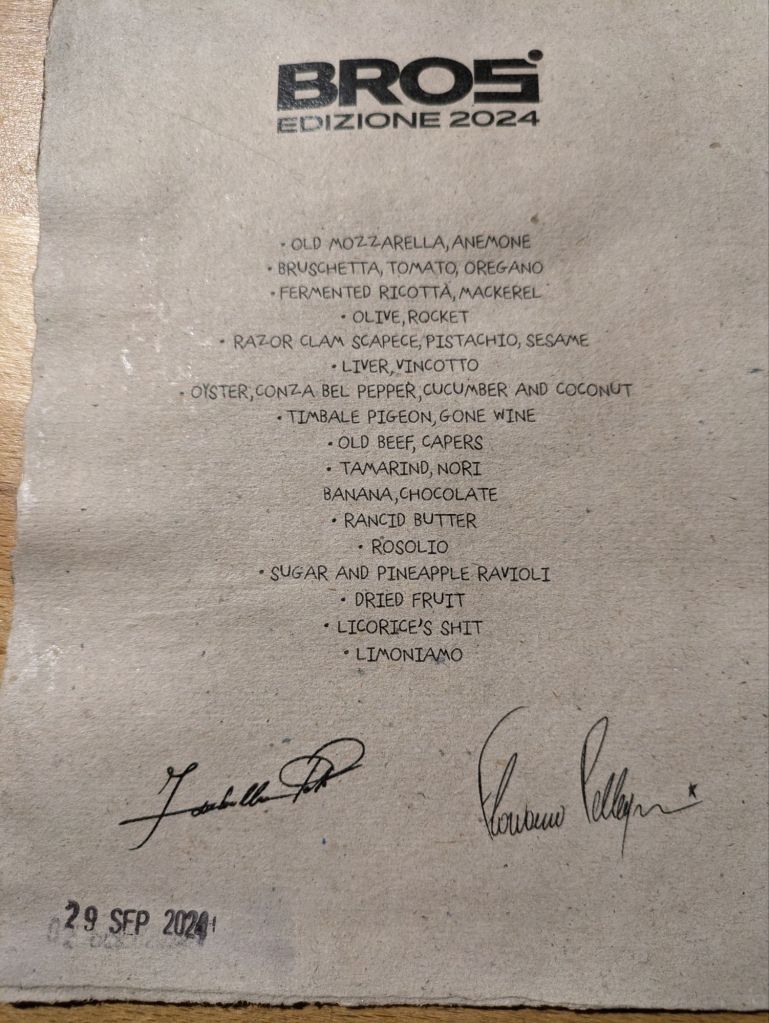 BROS'
EDIZIONE 2024
• OLD MOZZARELLA, ANEMONE
• BRUSCHETTA, TOMATO, OREGANO
• FERMENTED RICOTTA, MACKEREL
• OLIVE, ROCKET
• RAZOR CLAM SCAPECE, PISTACHIO, SESAME
• LIVER, VINCOTTO
• OYSTER, CONZA BEL PEPPER, CUCUMBER AND COCONUT
• TIMBALE PIGEON, GONE WINE
• OLD BEEF, CAPERS
• TAMARIND, NORI
BANANA, CHOCOLATE
• RANCID BUTTER
• ROSOLIO
• SUGAR AND PINEAPPLE RAVIOLI
• DRIED FRUIT
• LICORICE'S SHIT
• LIMONIAMO
Floriano Pellegrino
29 SEP 2024